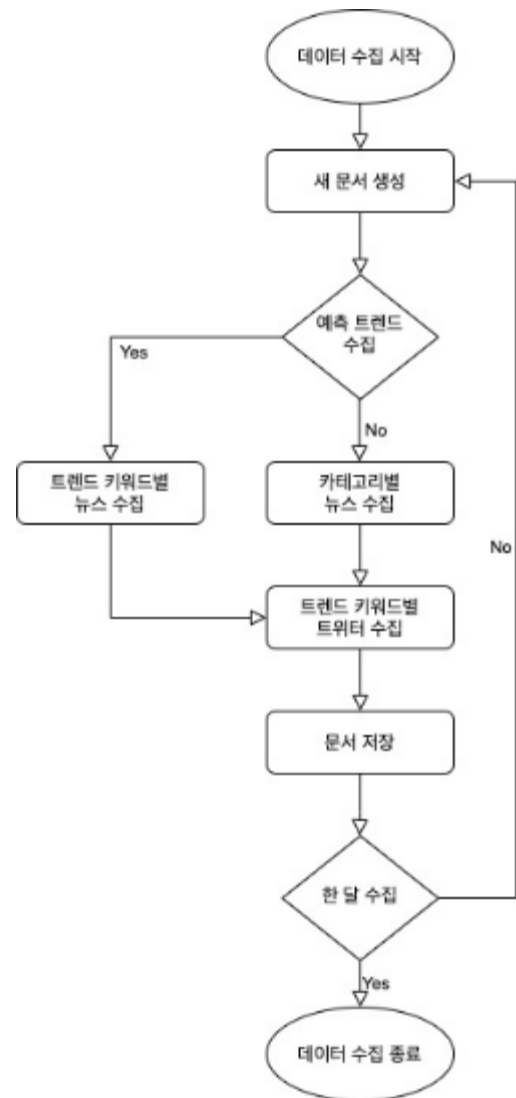 데이터 수집 시작
새 문서 생성
예측 트렌드
수집
Yes
No
트렌드 키워드별
뉴스 수집
카테고리별
뉴스 수집
No
트렌드 키워드별
트위터 수집
문서 저장
한 달 수집
Yes
데이터 수집 종료